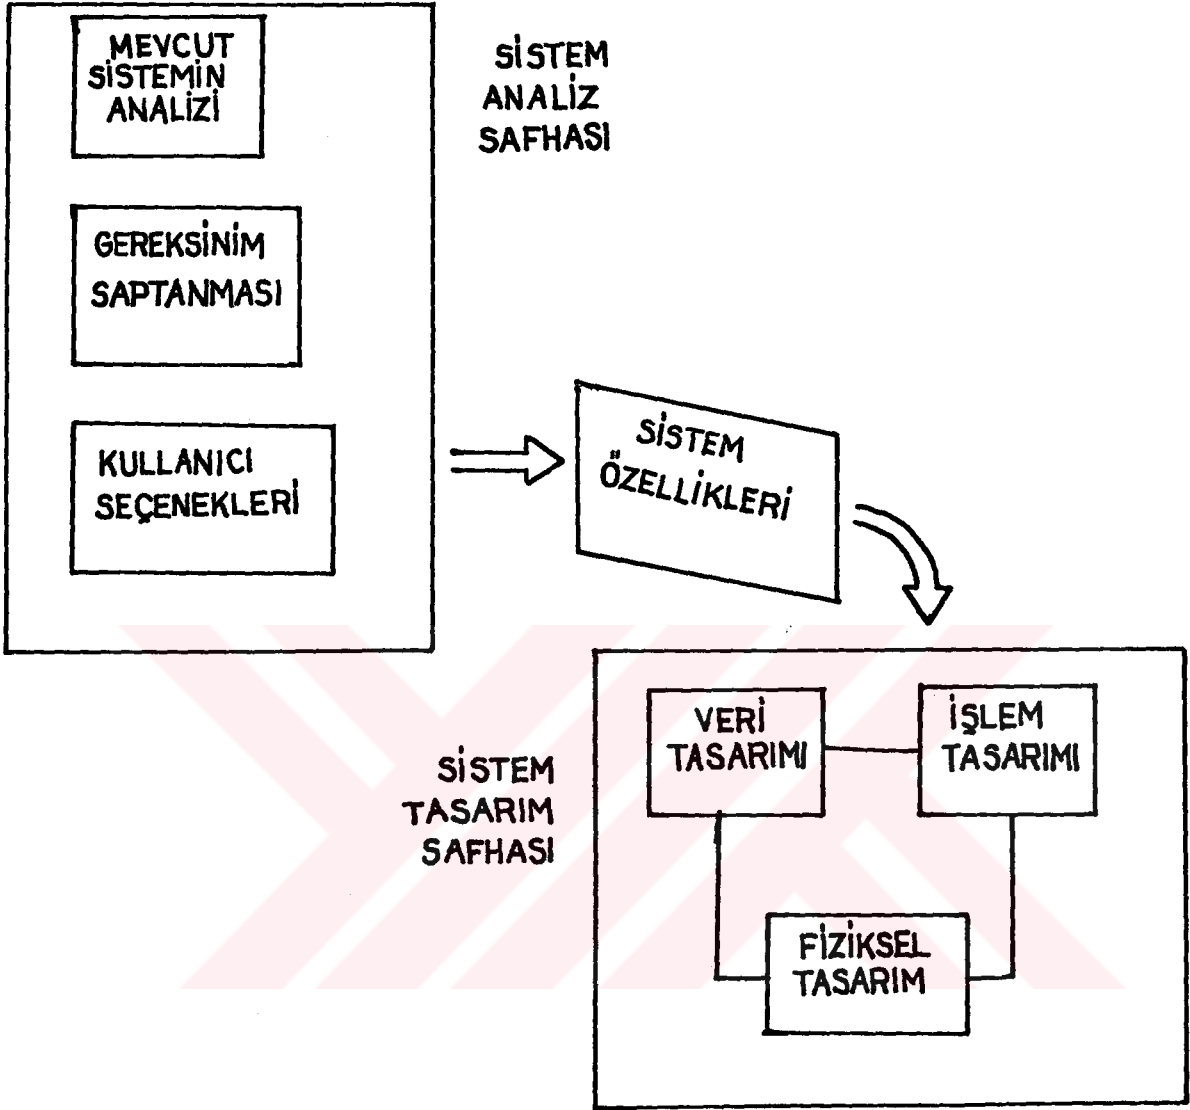 MEVCUT
SİSTEMİN
ANALİZİ
SİSTEM
ANALİZ
SAFHASI
GEREKSİNİM
SAPTANMASI
KULLANICI
SEÇENEKLERİ
SİSTEM
ÖZELLİKLERİ
VERİ
TASARIMI
İŞLEM
TASARIMI
SİSTEM
TASARIM
SAFHASI
FİZİKSEL
TASARIM